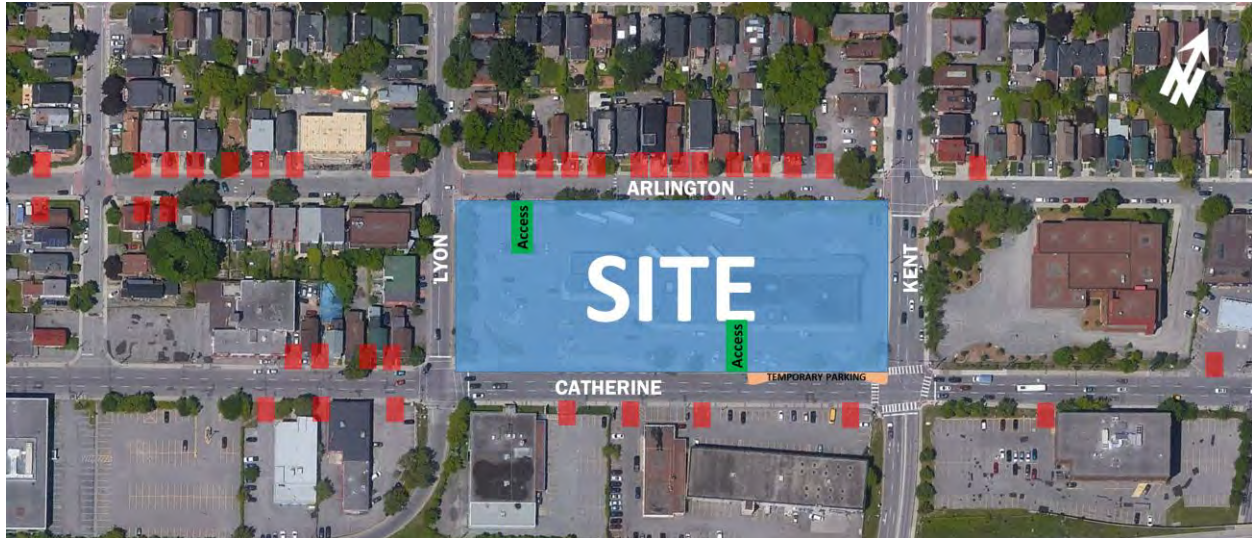 N
ARLINGTON
Access
LYON
SITE
KENT
Access
TEMPORARY PARKING
CATHERINE